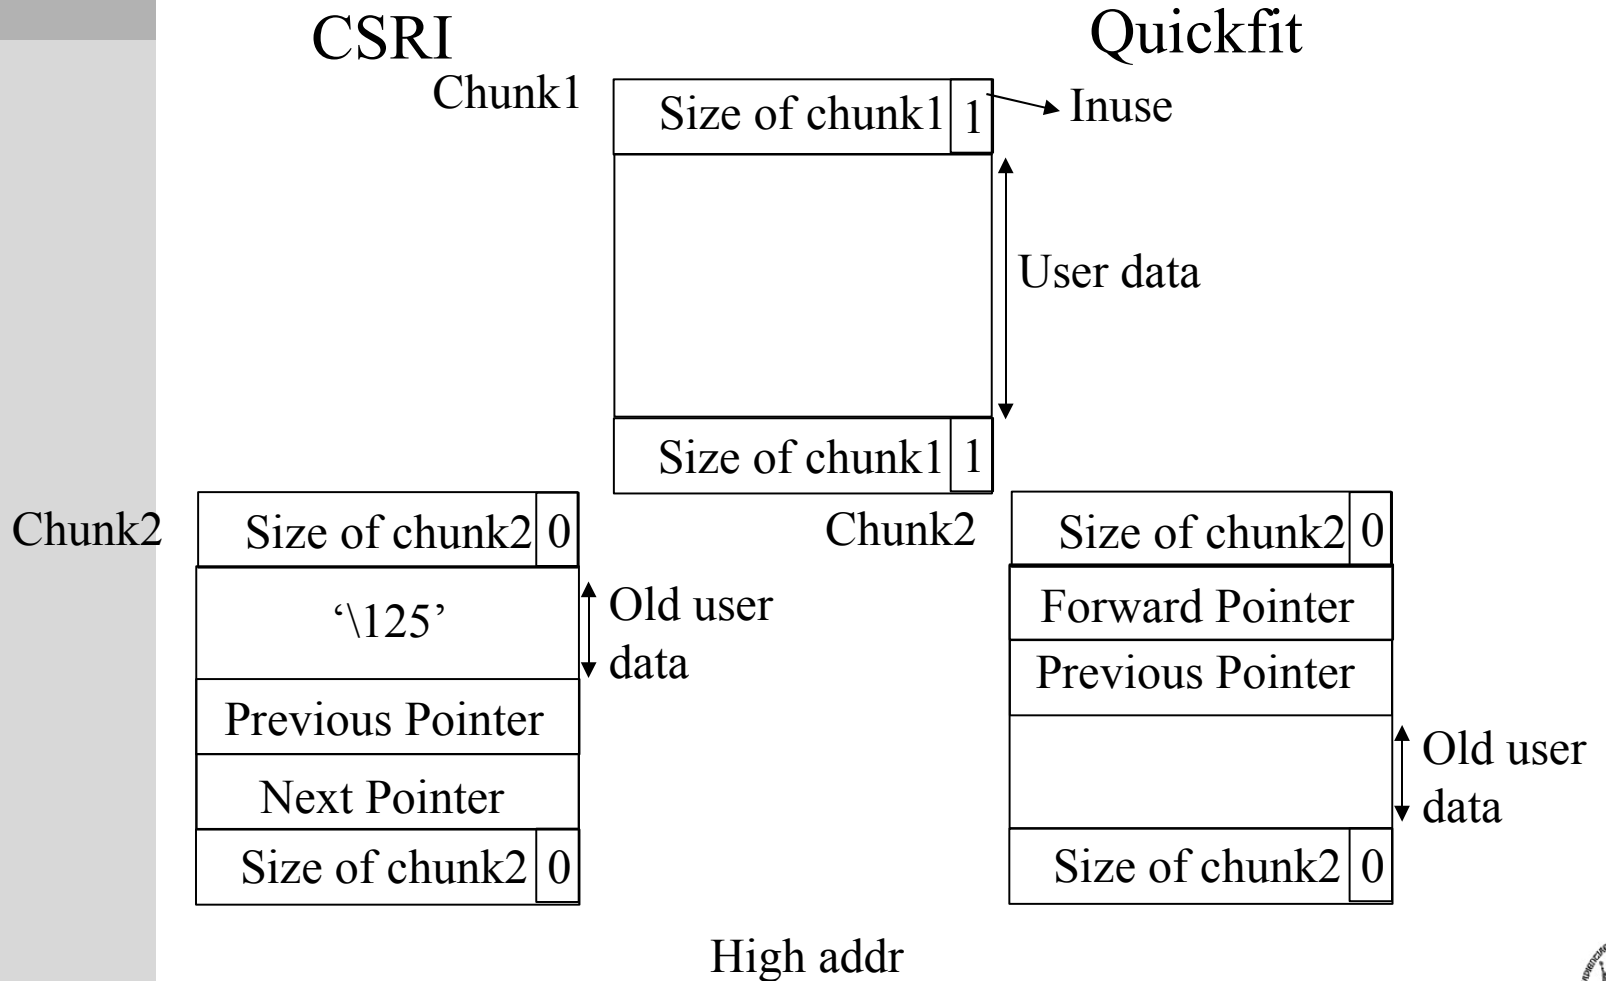 CSRI
Quickfit
Chunk1
Size of chunk1 1
Inuse
User data
Size of chunk1 1
Chunk2
Size of chunk2 0
‘\125’
Old user
data
Previous Pointer
Next Pointer
Size of chunk2 0
Chunk2
Size of chunk2 0
Forward Pointer
Previous Pointer
Old user
data
Size of chunk2 0
High addr